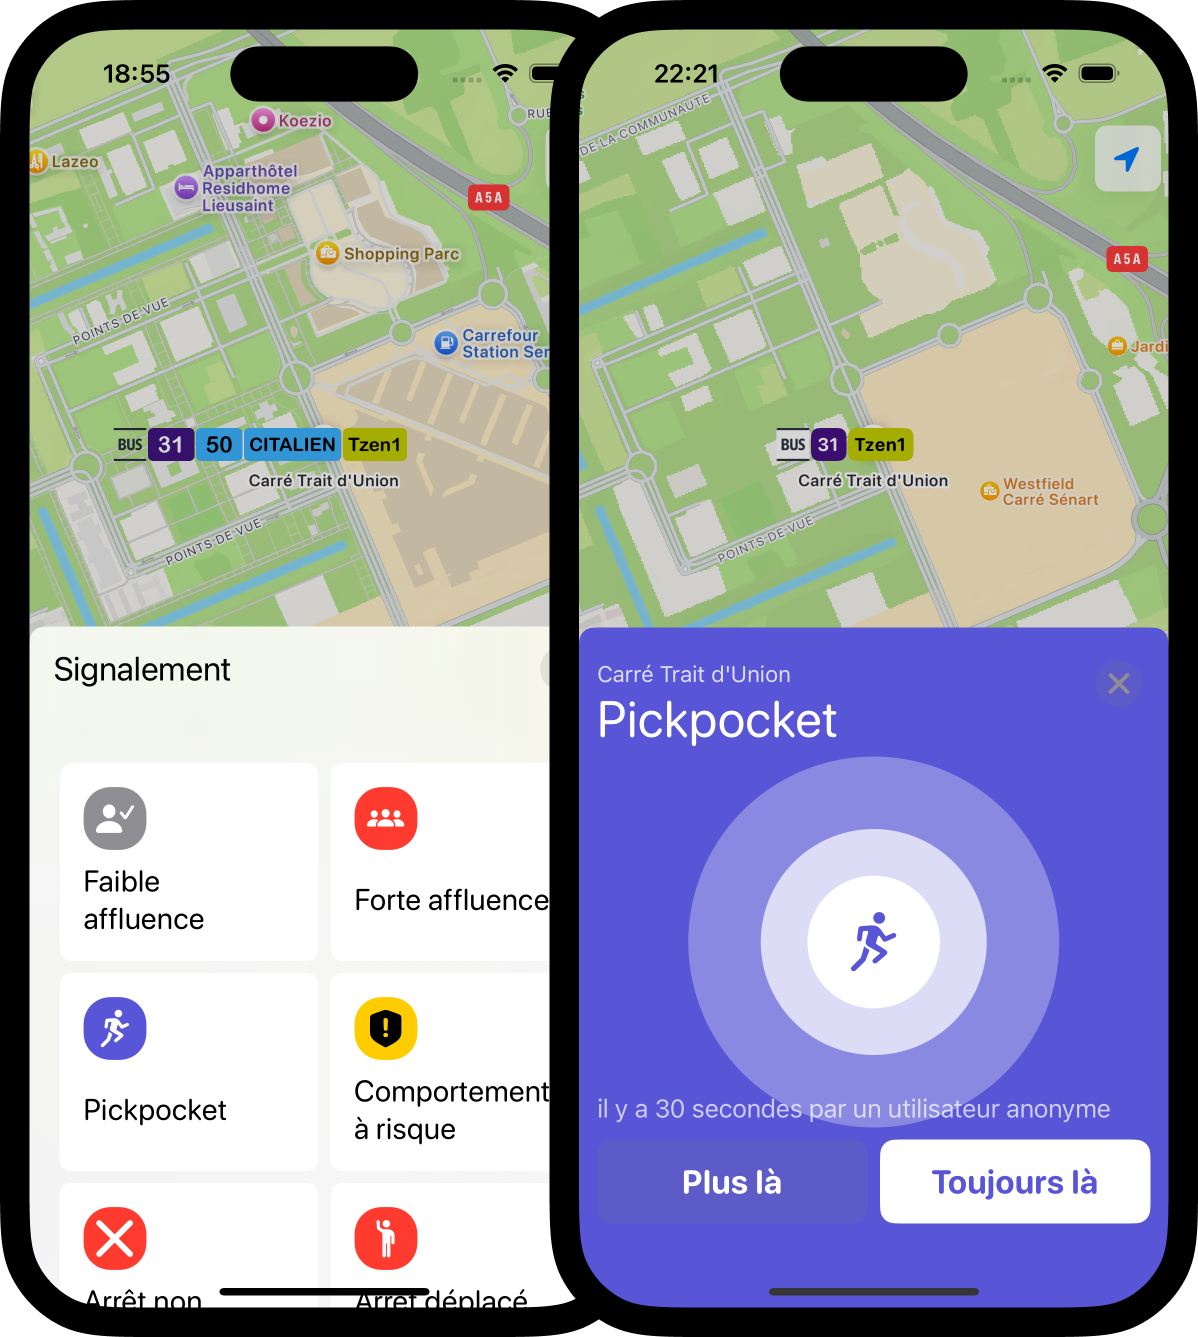 18:55
Koezio
RUE
Lazeo
Apparthôtel
Residhome
Lieusaint
A5A
Shopping Parc
POINTS DE VUE
Carrefour
Station Ser
BUS 31 50 CITALIEN Tzen1
Carré Trait d'Union
POINTS DE VUE
Signalement
Faible
affluence
Forte affluence
Pickpocket
Comportement
à risque
Arrêt non
Arrêt déplacé
22:21
DE LA COMMUNAUTÉ
A5A
Jardi
BUS 31 Tzen1
Carré Trait d'Union
Westfield
Carré Sénart
POINTS DE VUE
Carré Trait d'Union
Pickpocket
il y a 30 secondes par un utilisateur anonyme
Plus là
Toujours là